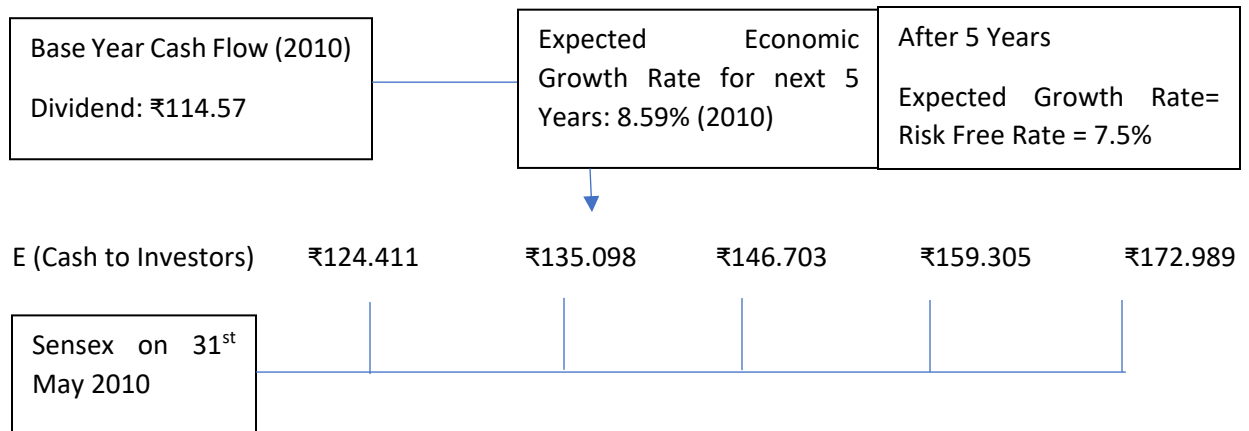 Base Year Cash Flow (2010)
Dividend: ₹114.57
Expected Economic
Growth Rate for next 5
Years: 8.59% (2010)
After 5 Years
Expected Growth Rate=
Risk Free Rate = 7.5%
E (Cash to Investors) ₹124.411 ₹135.098 ₹146.703 ₹159.305 ₹172.989
Sensex on 31st
May 2010